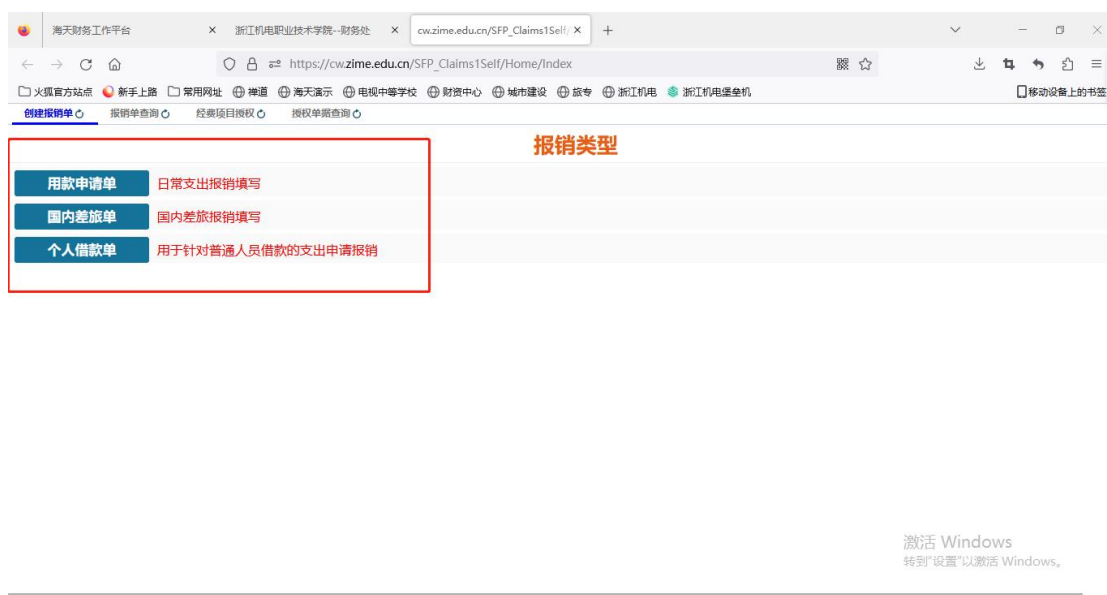 海天财务工作平台 × 浙江机电职业技术学院--财务处 × cw.zime.edu.cn/SFP_Claims1Self/ × +
https://cw.zime.edu.cn/SFP_Claims1Self/Home/Index
火狐官方站点 新手上路 常用网址 禅道 海天演示 电视中等学校 财资中心 城市建设 旅专 浙江机电 浙江机电堡垒机 移动设备上的书签
创建报销单 报销单查询 经费项目授权 授权单据查询
报销类型
用款申请单 日常支出报销填写
国内差旅单 国内差旅报销填写
个人借款单 用于针对普通人员借款的支出申请报销
激活 Windows
转到"设置"以激活 Windows。